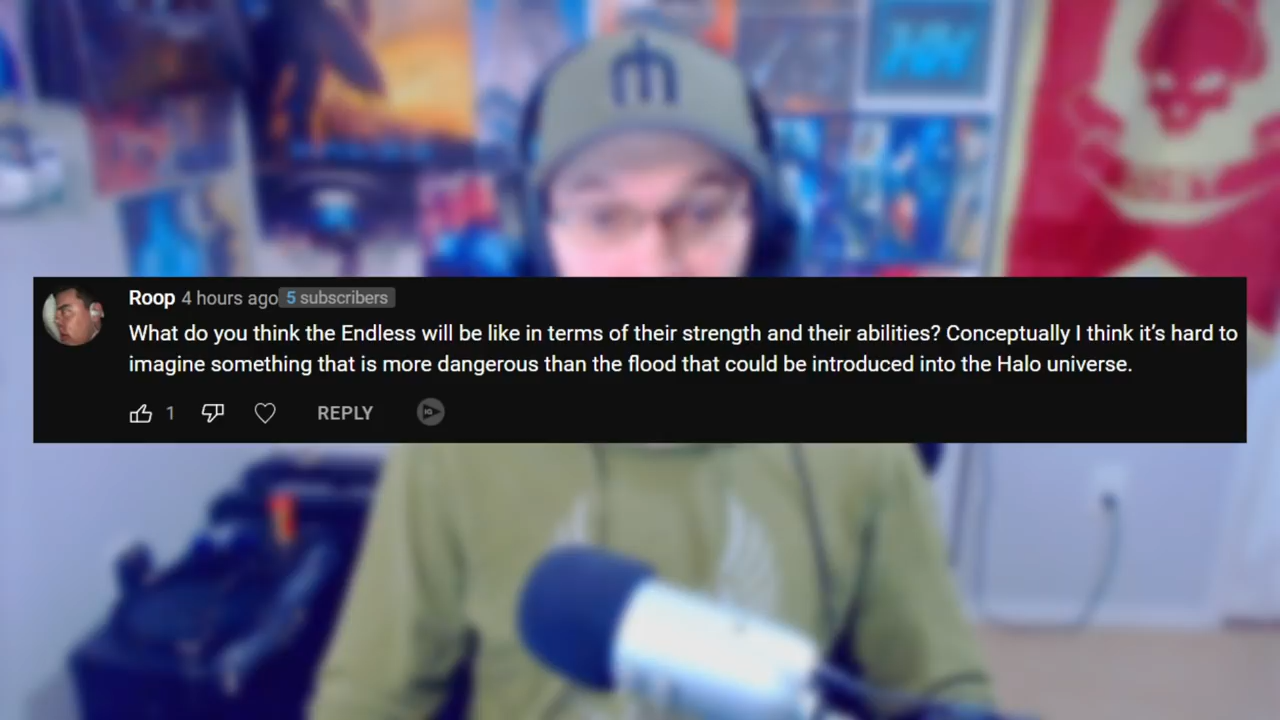 Roop 4 hours ago 5 subscribers
What do you think the Endless will be like in terms of their strength and their abilities? Conceptually I think it’s hard to
imagine something that is more dangerous than the flood that could be introduced into the Halo universe.
1 REPLY